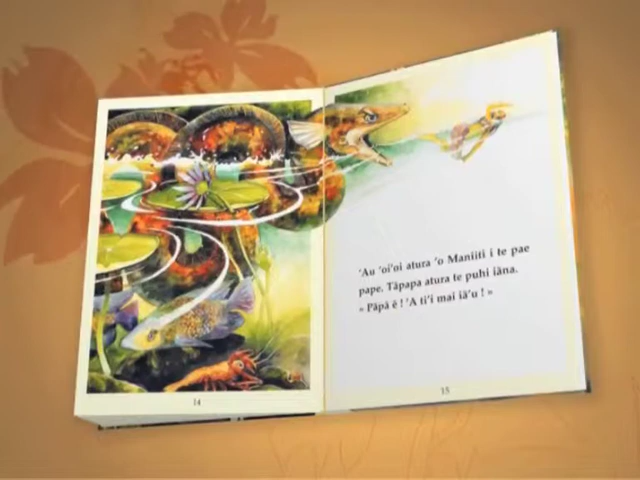 'Au 'oi'oi atura 'o Maniiti i te pae
pape. Tāpapa atura te puhi iāna.
» Pāpā ē ! 'A ti'i mai iā'u ! »
14
15